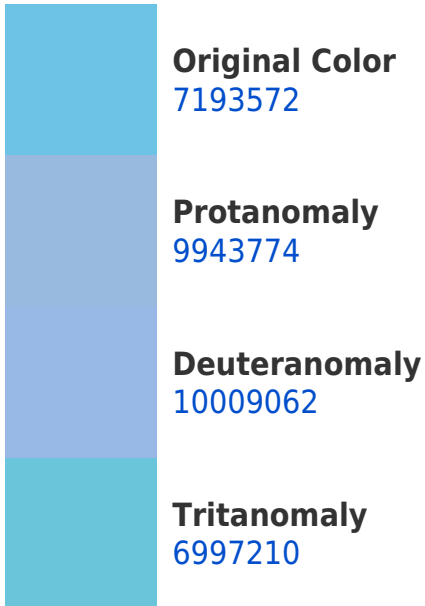 Original Color
7193572
Protanomaly
9943774
Deuteranomaly
10009062
Tritanomaly
6997210